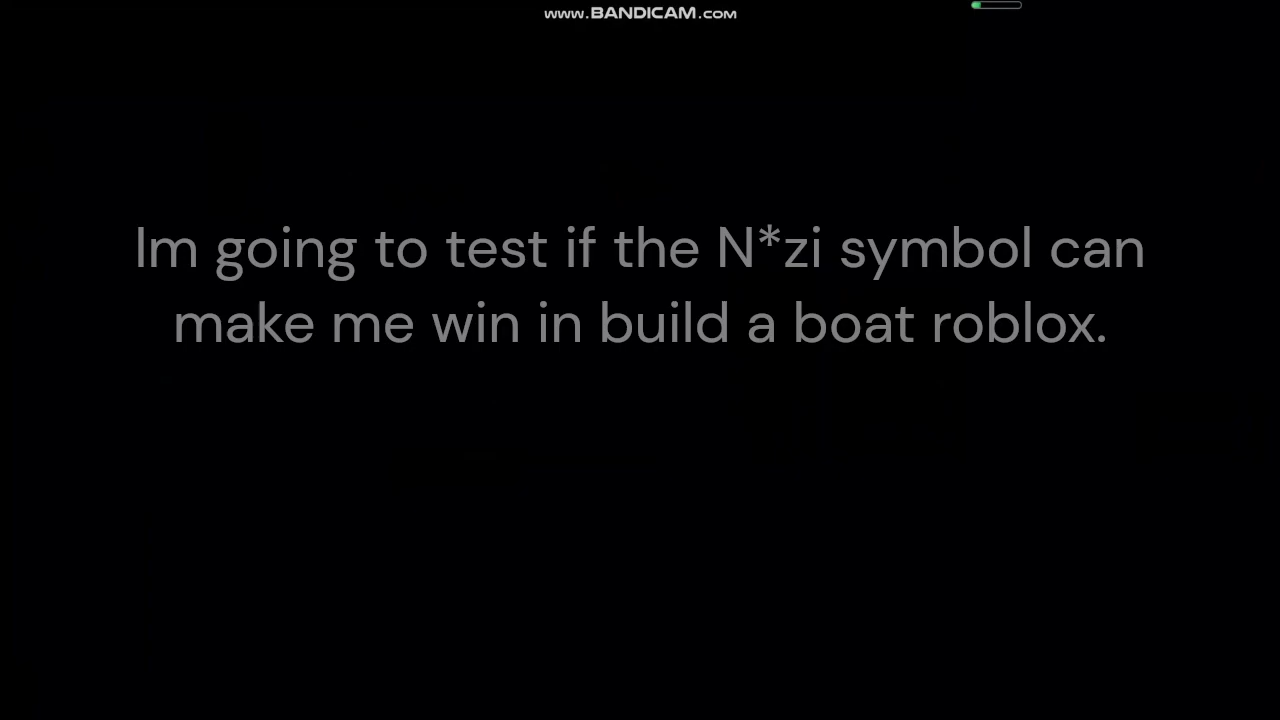 www.BANDICAM.com
Im going to test if the N*zi symbol can
make me win in build a boat roblox.